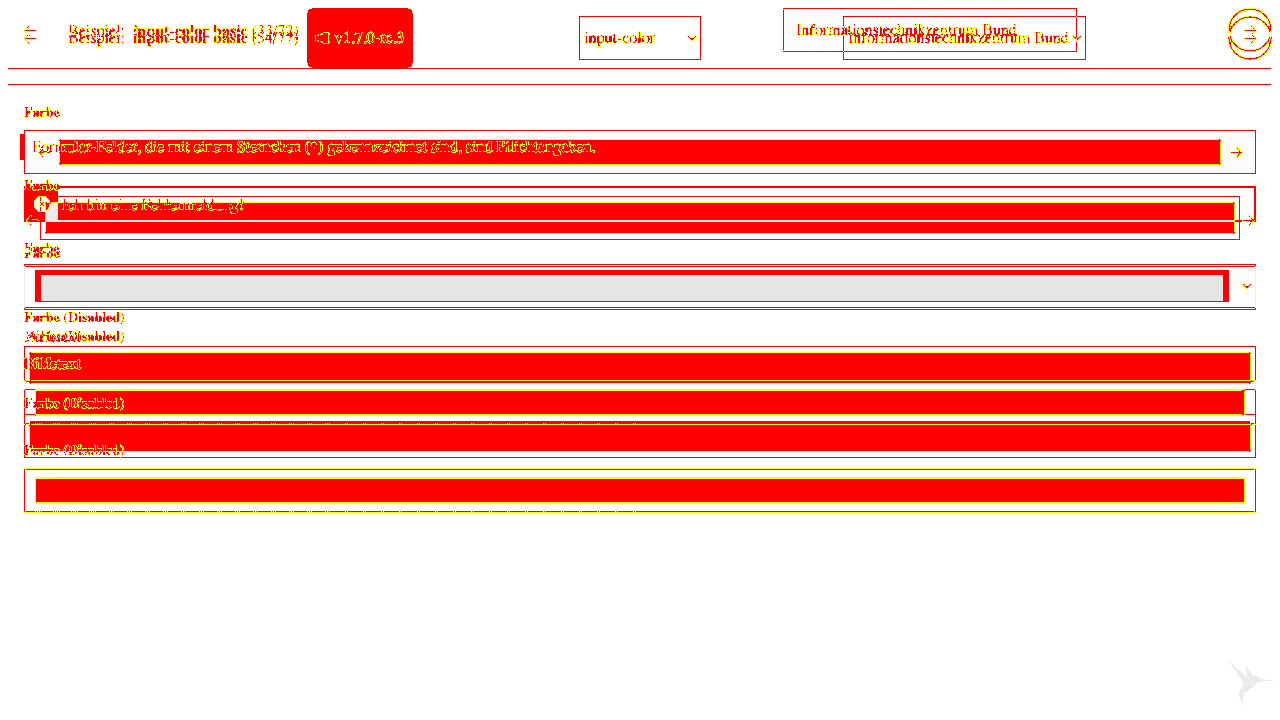 Beispiel: input-color basic (33/77)
Beispiel: input-color basic (34/77)
v1.7.0-rc.3
input-color
Informationstechnikzentrum Bund
Informationstechnikzentrum Bund
Farbe
Formular-Felder, die mit einem Sternchen (*) gekennzeichnet sind, sind Pflichtangaben.
Farbe
Ich bin eine Fehlermeldung!
Farbe
Farbe
Farbe (Disabled)
Farbe (Disabled)
Hilfetext
Farbe (Disabled)
Farbe (Disabled)